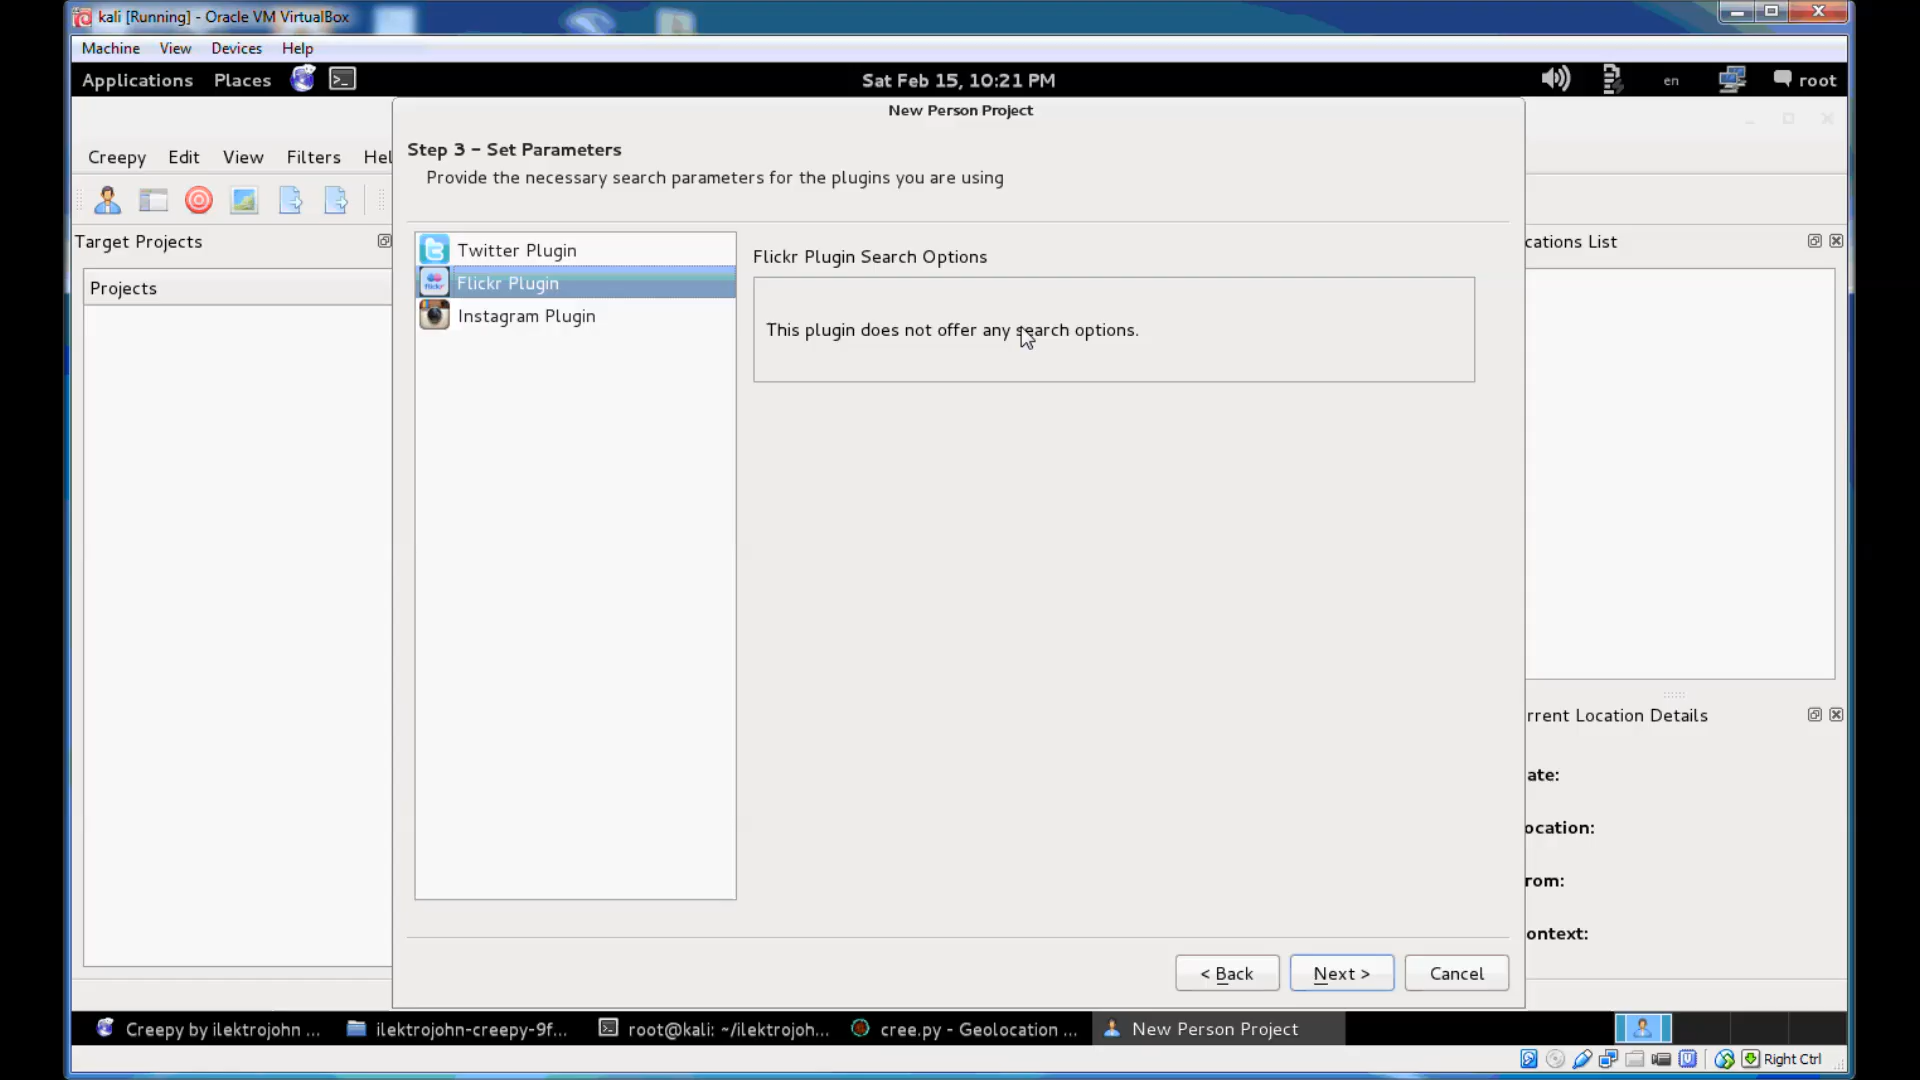 kali [Running] - Oracle VM VirtualBox
Machine View Devices Help
Applications Places Sat Feb 15, 10:21 PM en root
New Person Project
Creepy Edit View Filters Hel
Step 3 - Set Parameters
Provide the necessary search parameters for the plugins you are using
Target Projects
Projects
Twitter Plugin
Flickr Plugin
Instagram Plugin
Flickr Plugin Search Options
This plugin does not offer any search options.
cations List
rrent Location Details
ate:
ocation:
rom:
ontext:
< Back Next > Cancel
Creepy by ilektrojohn ... ilektrojohn-creepy-9f... root@kali: ~/ilektrojoh... cree.py - Geolocation ... New Person Project
Right Ctrl